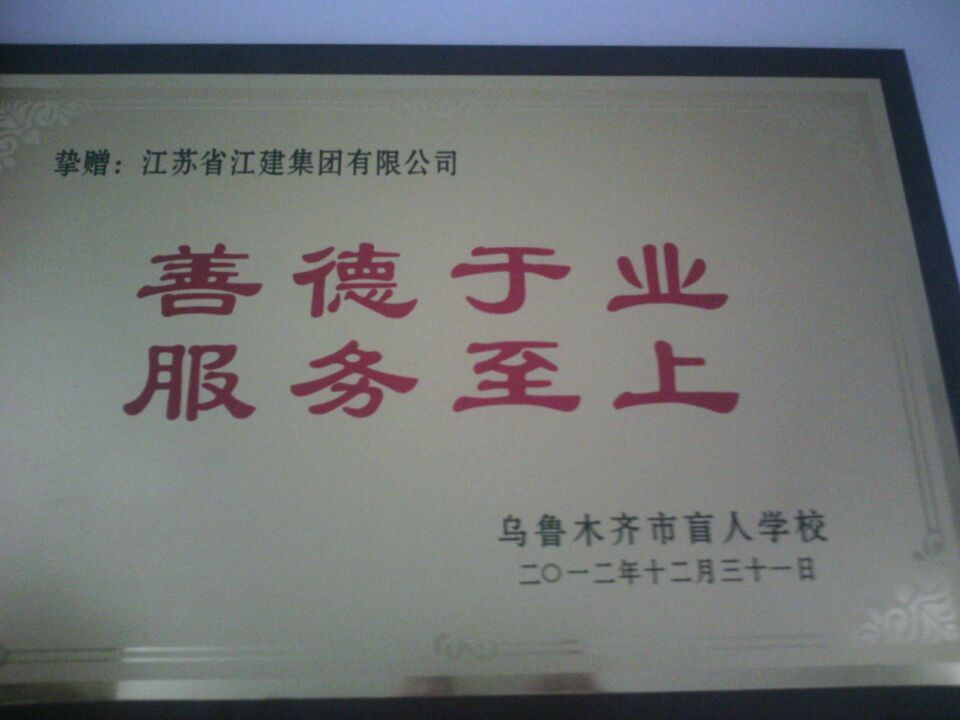 挚赠：江苏省江建集团有限公司
善德于业
服务至上
乌鲁木齐市盲人学校
二〇一二年十二月三十一日